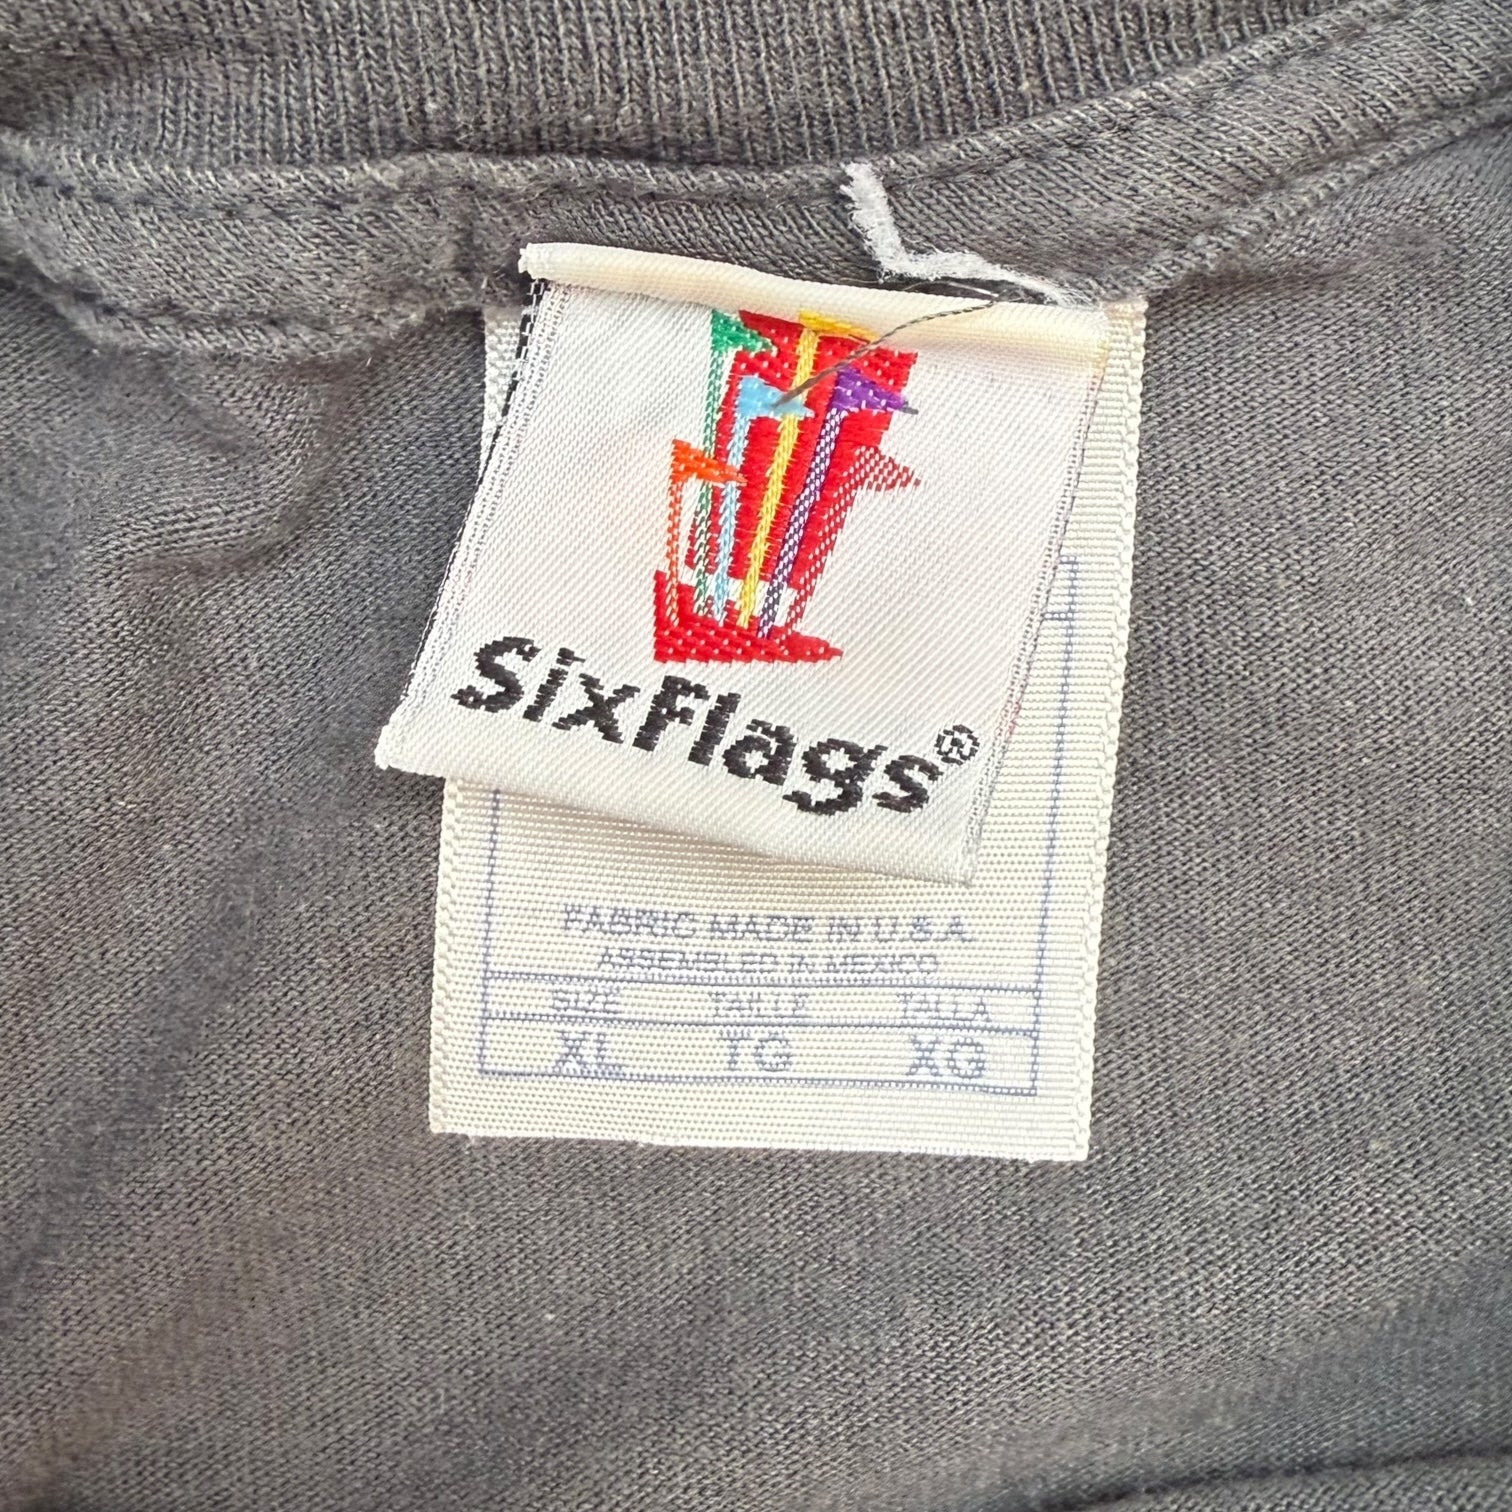 SixFlags®
FABRIC MADE IN U.S.A.
ASSEMBLED IN MEXICO
SIZE TAILLE TALLA
XL TG XG